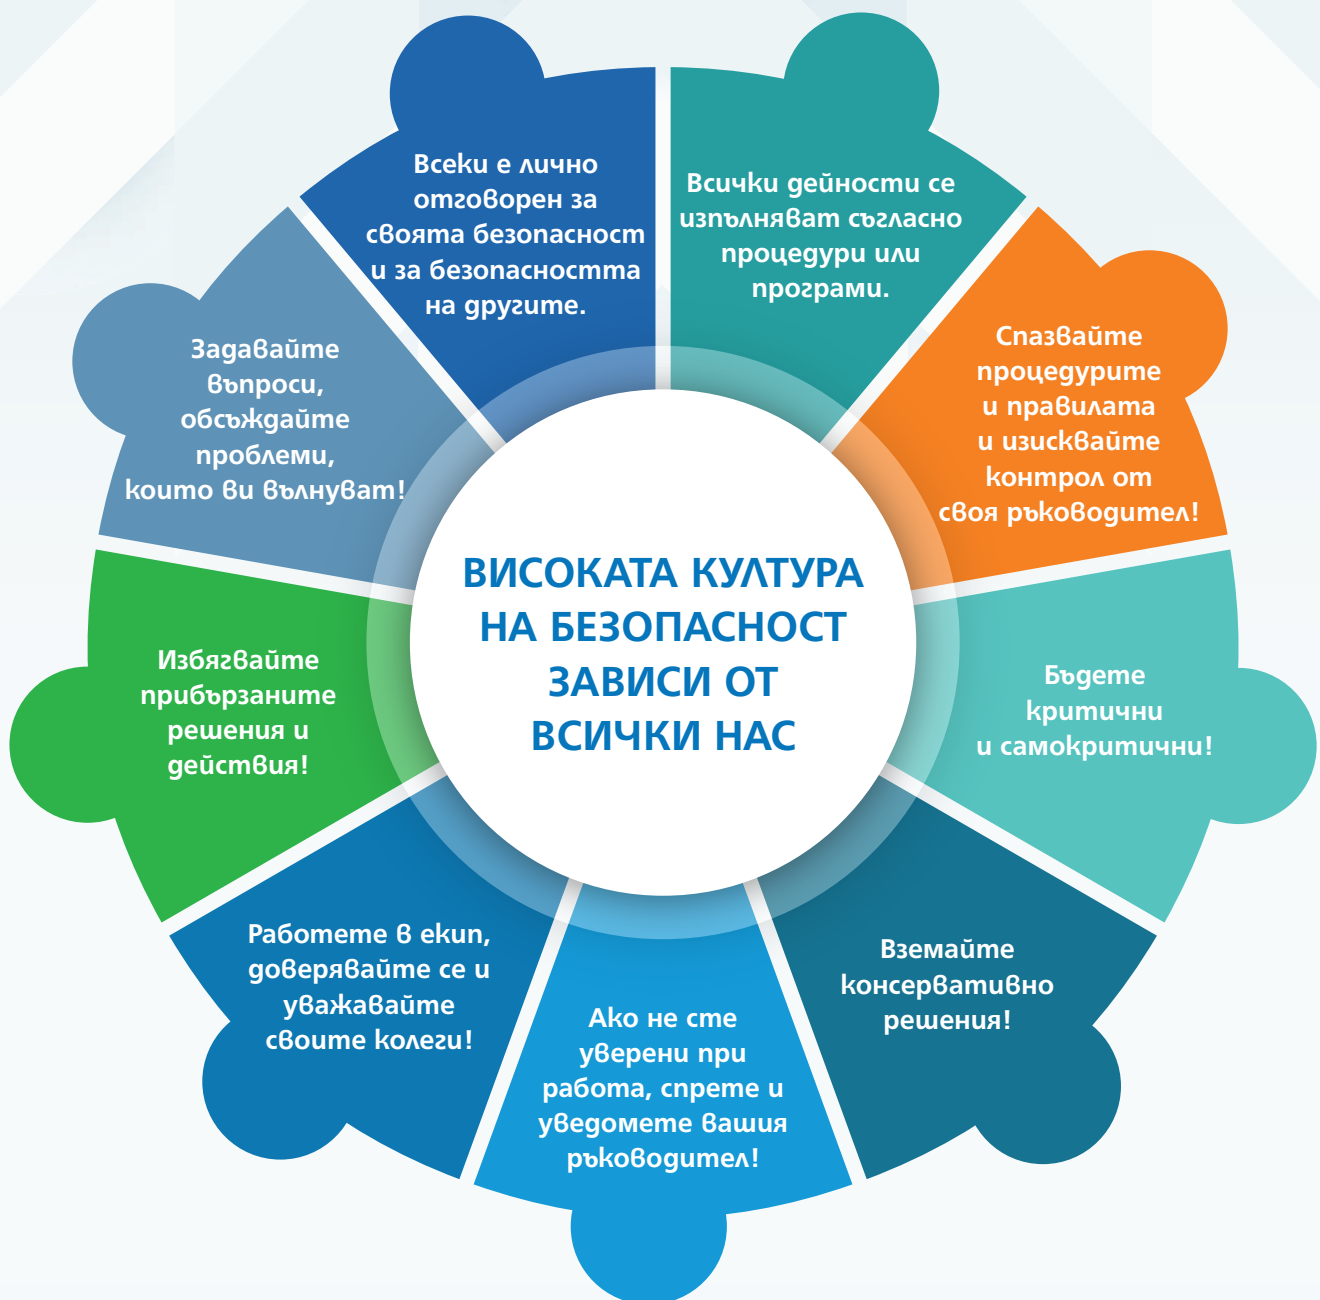 Всеки е лично
отговорен за
своята безопасност
и за безопасността
на другите.
Всички дейности се
изпълняват съгласно
процедури или
програми.
Спазвайте
процедурите
и правилата
и изисквайте
контрол от
своя ръководител!
Бъдете
критични
и самокритични!
Вземайте
консервативно
решения!
Ако не сте
уверени при
работа, спрете и
уведомете вашия
ръководител!
Работете в екип,
доверявайте се и
уважавайте
своите колеги!
Избягвайте
прибързаните
решения и
действия!
Задавайте
въпроси,
обсъждайте
проблеми,
които ви вълнуват!
ВИСОКАТА КУЛТУРА
НА БЕЗОПАСНОСТ
ЗАВИСИ ОТ
ВСИЧКИ НАС